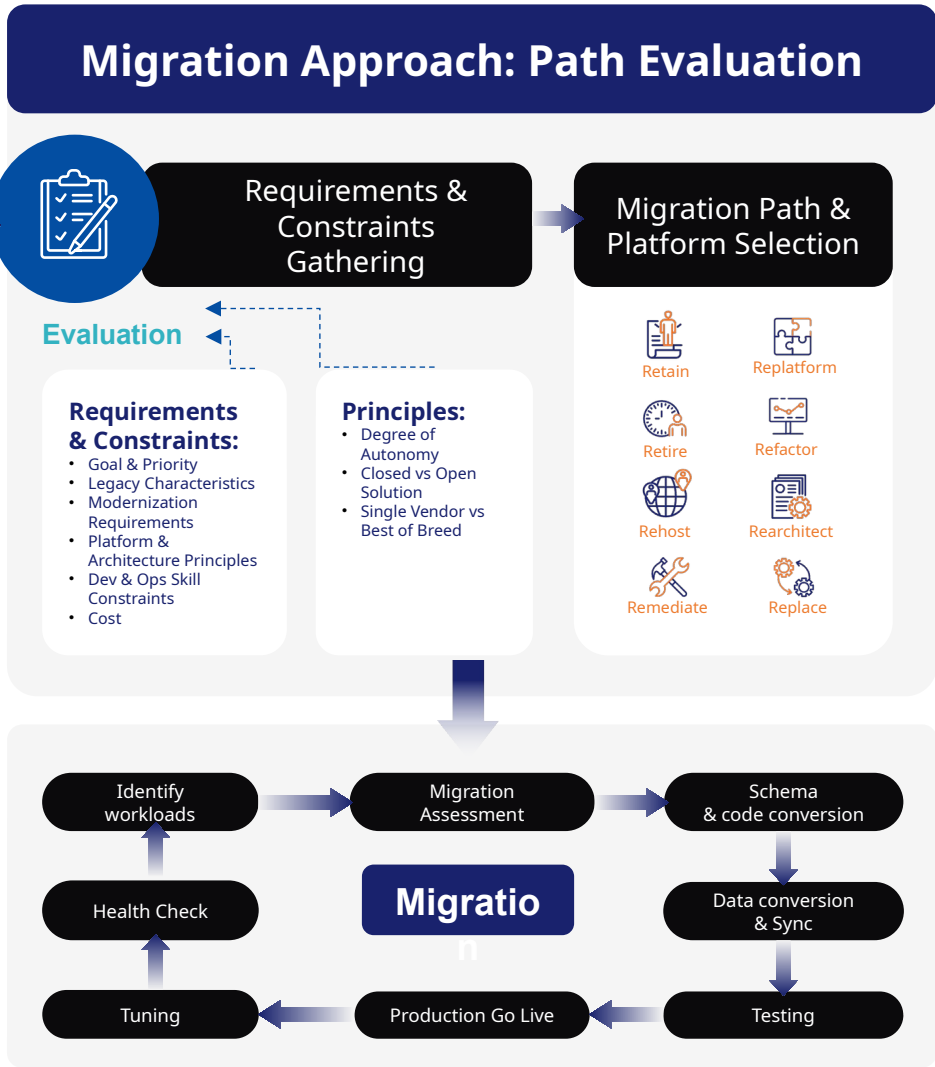 Migration Approach: Path Evaluation
Requirements &
Constraints
Gathering
Migration Path &
Platform Selection
Evaluation
Requirements
& Constraints:
• Goal & Priority
• Legacy Characteristics
• Modernization
Requirements
• Platform &
Architecture Principles
• Dev & Ops Skill
Constraints
• Cost
Principles:
• Degree of
Autonomy
• Closed vs Open
Solution
• Single Vendor vs
Best of Breed
Retain
Replatform
Retire
Refactor
Rehost
Rearchitect
Remediate
Replace
Identify
workloads
Migration
Assessment
Schema
& code conversion
Health Check
Migratio
n
Data conversion
& Sync
Tuning
Production Go Live
Testing